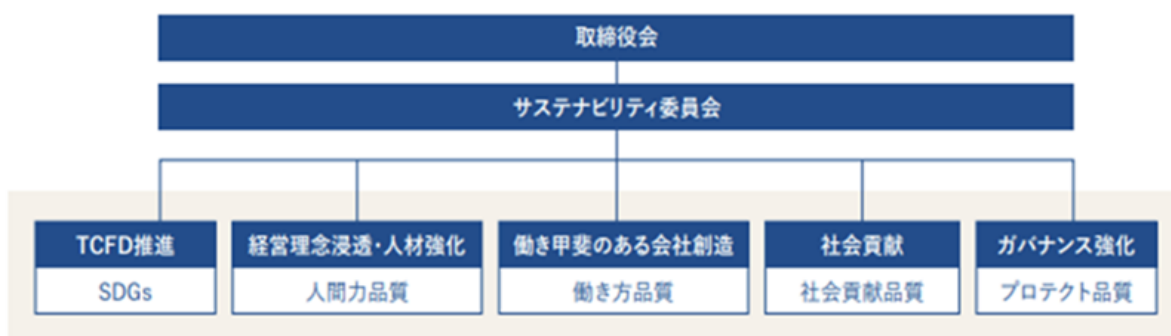 取締役会
サステナビリティ委員会
TCFD推進
SDGs
経営理念浸透・人材強化
人間力品質
働き甲斐のある会社創造
働き方品質
社会貢献
社会貢献品質
ガバナンス強化
プロテクト品質